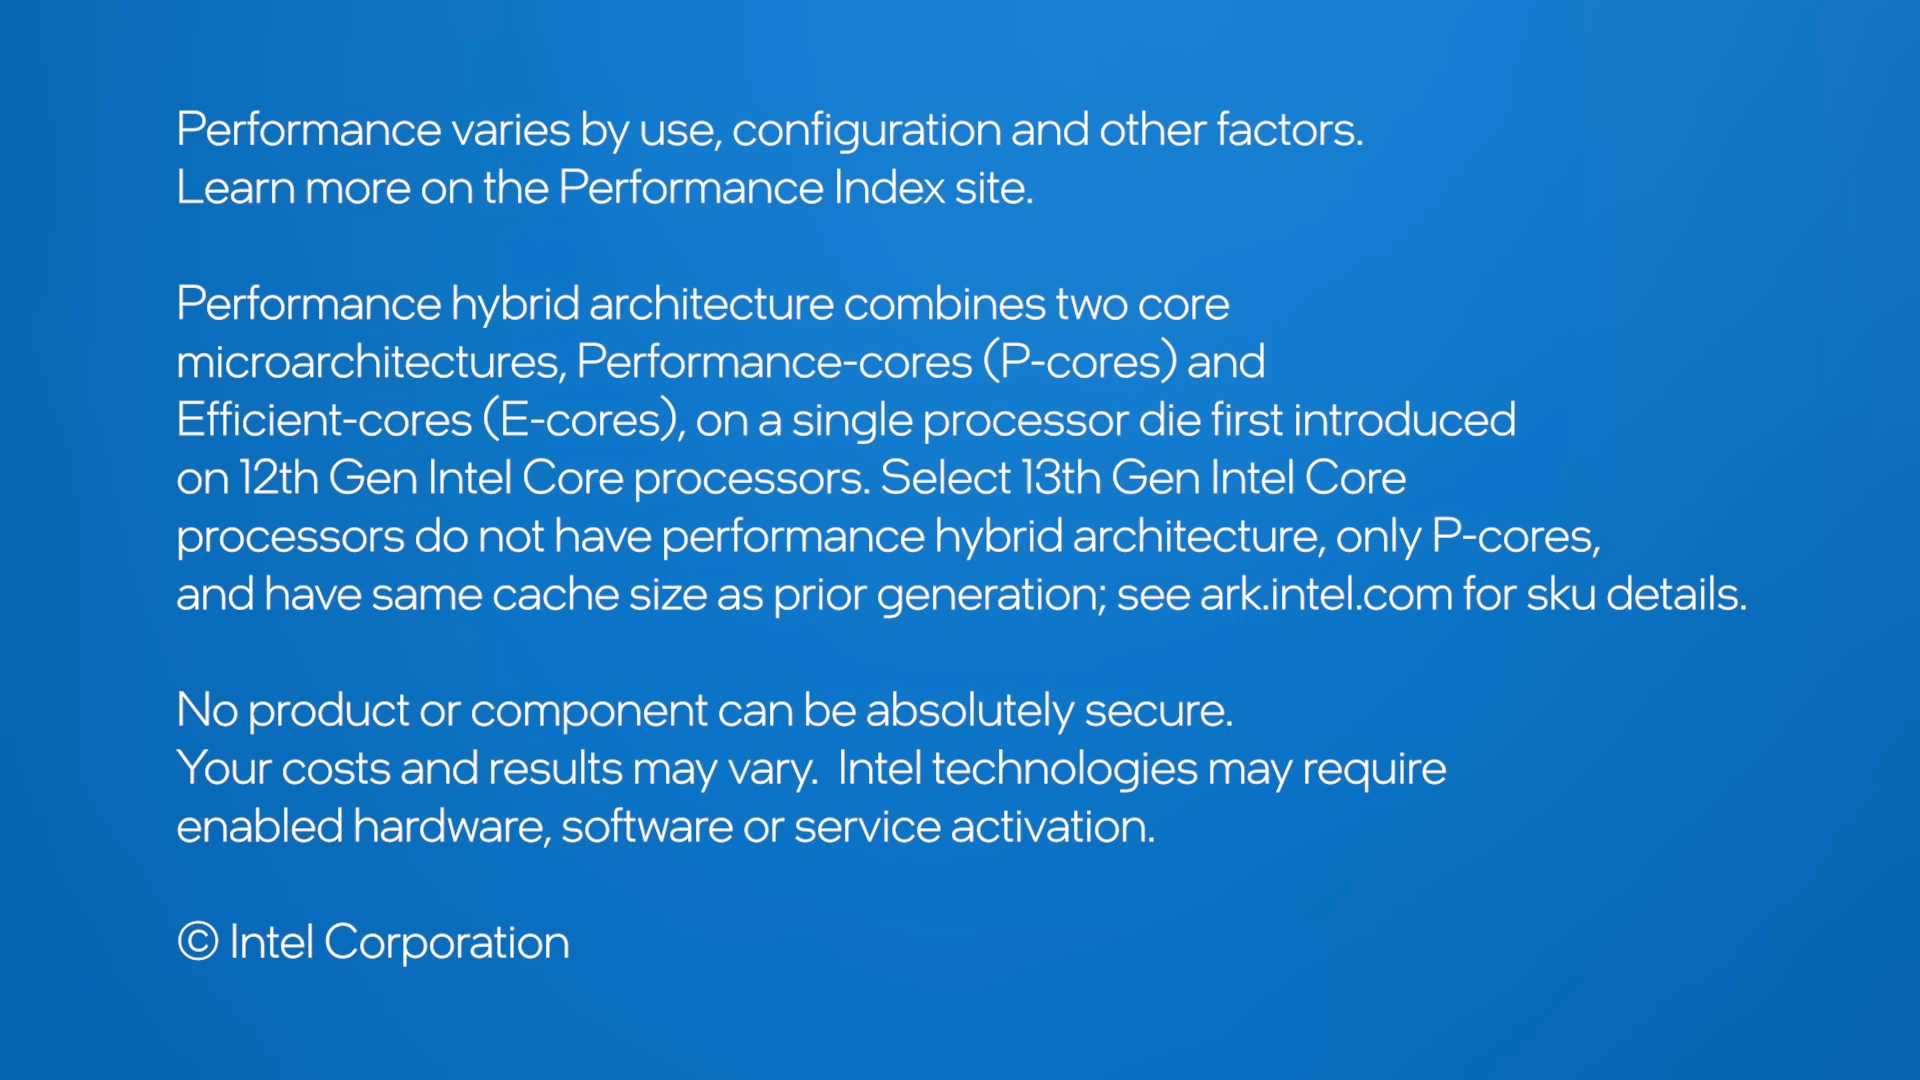 Performance varies by use, configuration and other factors.
Learn more on the Performance Index site.
Performance hybrid architecture combines two core
microarchitectures, Performance-cores (P-cores) and
Efficient-cores (E-cores), on a single processor die first introduced
on 12th Gen Intel Core processors. Select 13th Gen Intel Core
processors do not have performance hybrid architecture, only P-cores,
and have same cache size as prior generation; see ark.intel.com for sku details.
No product or component can be absolutely secure.
Your costs and results may vary.  Intel technologies may require
enabled hardware, software or service activation.
© Intel Corporation